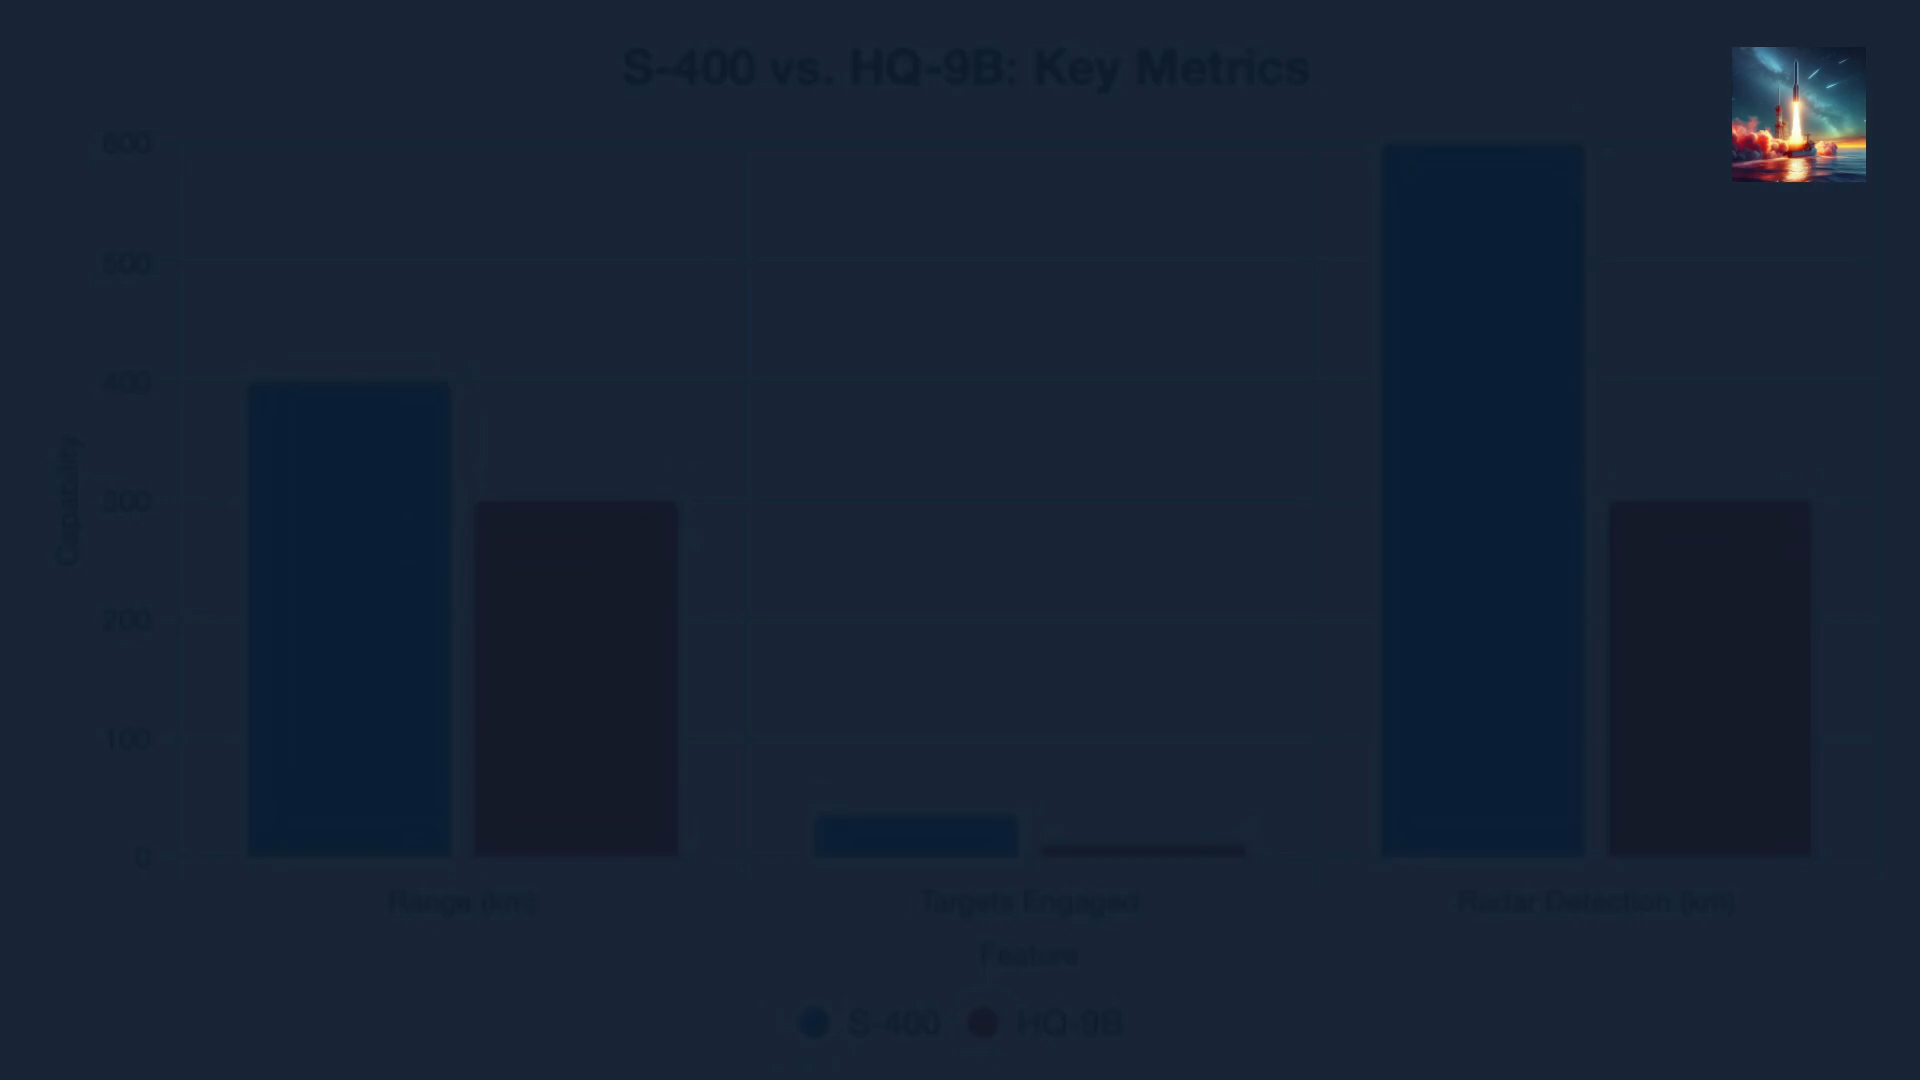 S-400 vs. HQ-9B: Key Metrics
600
500
400
300
200
100
0
Capability
Range (km)
Targets Engaged
Radar Detection (km)
Feature
S-400
HQ-9B